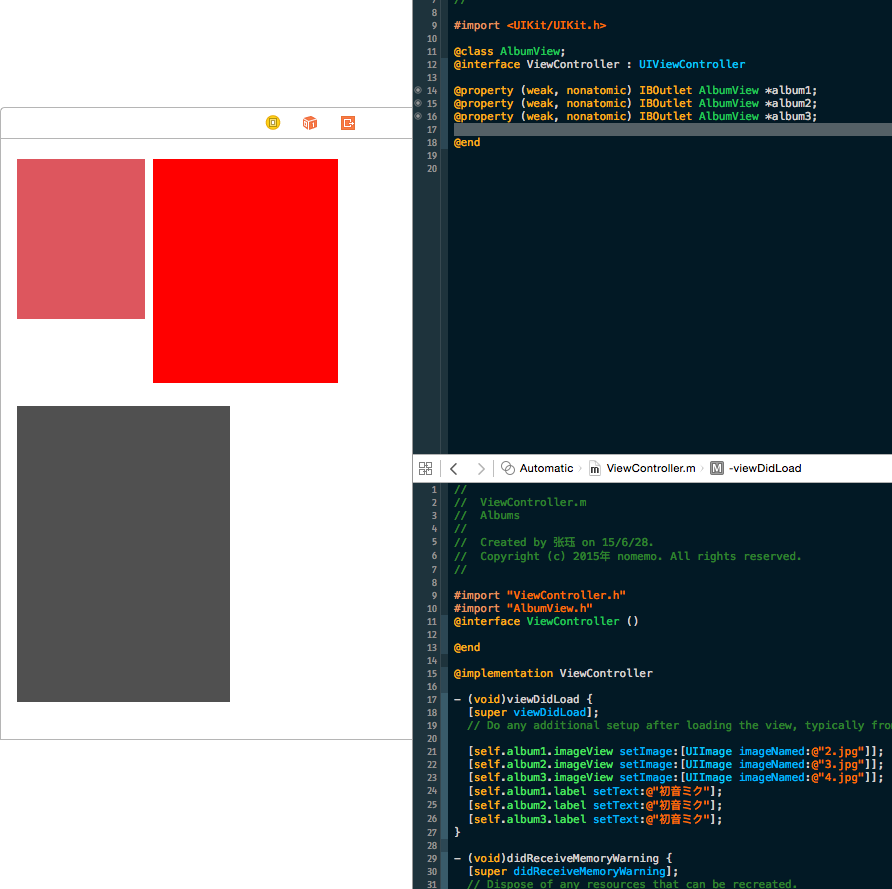 //
8
9 #import <UIKit/UIKit.h>
10
11 @class AlbumView;
12 @interface ViewController : UIViewController
13
14 @property (weak, nonatomic) IBOutlet AlbumView *album1;
15 @property (weak, nonatomic) IBOutlet AlbumView *album2;
16 @property (weak, nonatomic) IBOutlet AlbumView *album3;
17
18 @end
19
20
Automatic ViewController.m M -viewDidLoad
1 //
2 //  ViewController.m
3 //  Albums
4 //
5 //  Created by 张珏 on 15/6/28.
6 //  Copyright (c) 2015年 nomemo. All rights reserved.
7 //
8
9 #import "ViewController.h"
10 #import "AlbumView.h"
11 @interface ViewController ()
12
13 @end
14
15 @implementation ViewController
16
17 - (void)viewDidLoad {
18   [super viewDidLoad];
19   // Do any additional setup after loading the view, typically fro
20
21   [self.album1.imageView setImage:[UIImage imageNamed:@"2.jpg"]];
22   [self.album2.imageView setImage:[UIImage imageNamed:@"3.jpg"]];
23   [self.album3.imageView setImage:[UIImage imageNamed:@"4.jpg"]];
24   [self.album1.label setText:@"初音ミク"];
25   [self.album2.label setText:@"初音ミク"];
26   [self.album3.label setText:@"初音ミク"];
27 }
28
29 - (void)didReceiveMemoryWarning {
30   [super didReceiveMemoryWarning];
31   // Dispose of any resources that can be recreated.